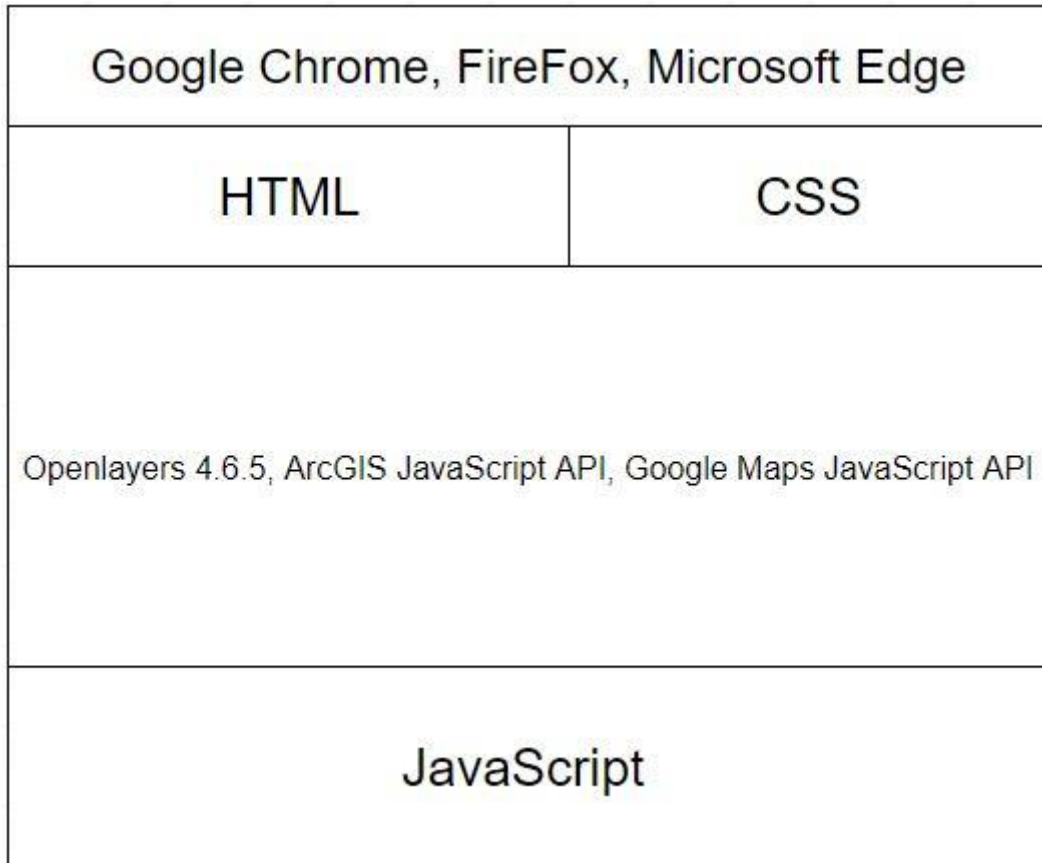 Google Chrome, FireFox, Microsoft Edge
HTML
CSS
Openlayers 4.6.5, ArcGIS JavaScript API, Google Maps JavaScript API
JavaScript